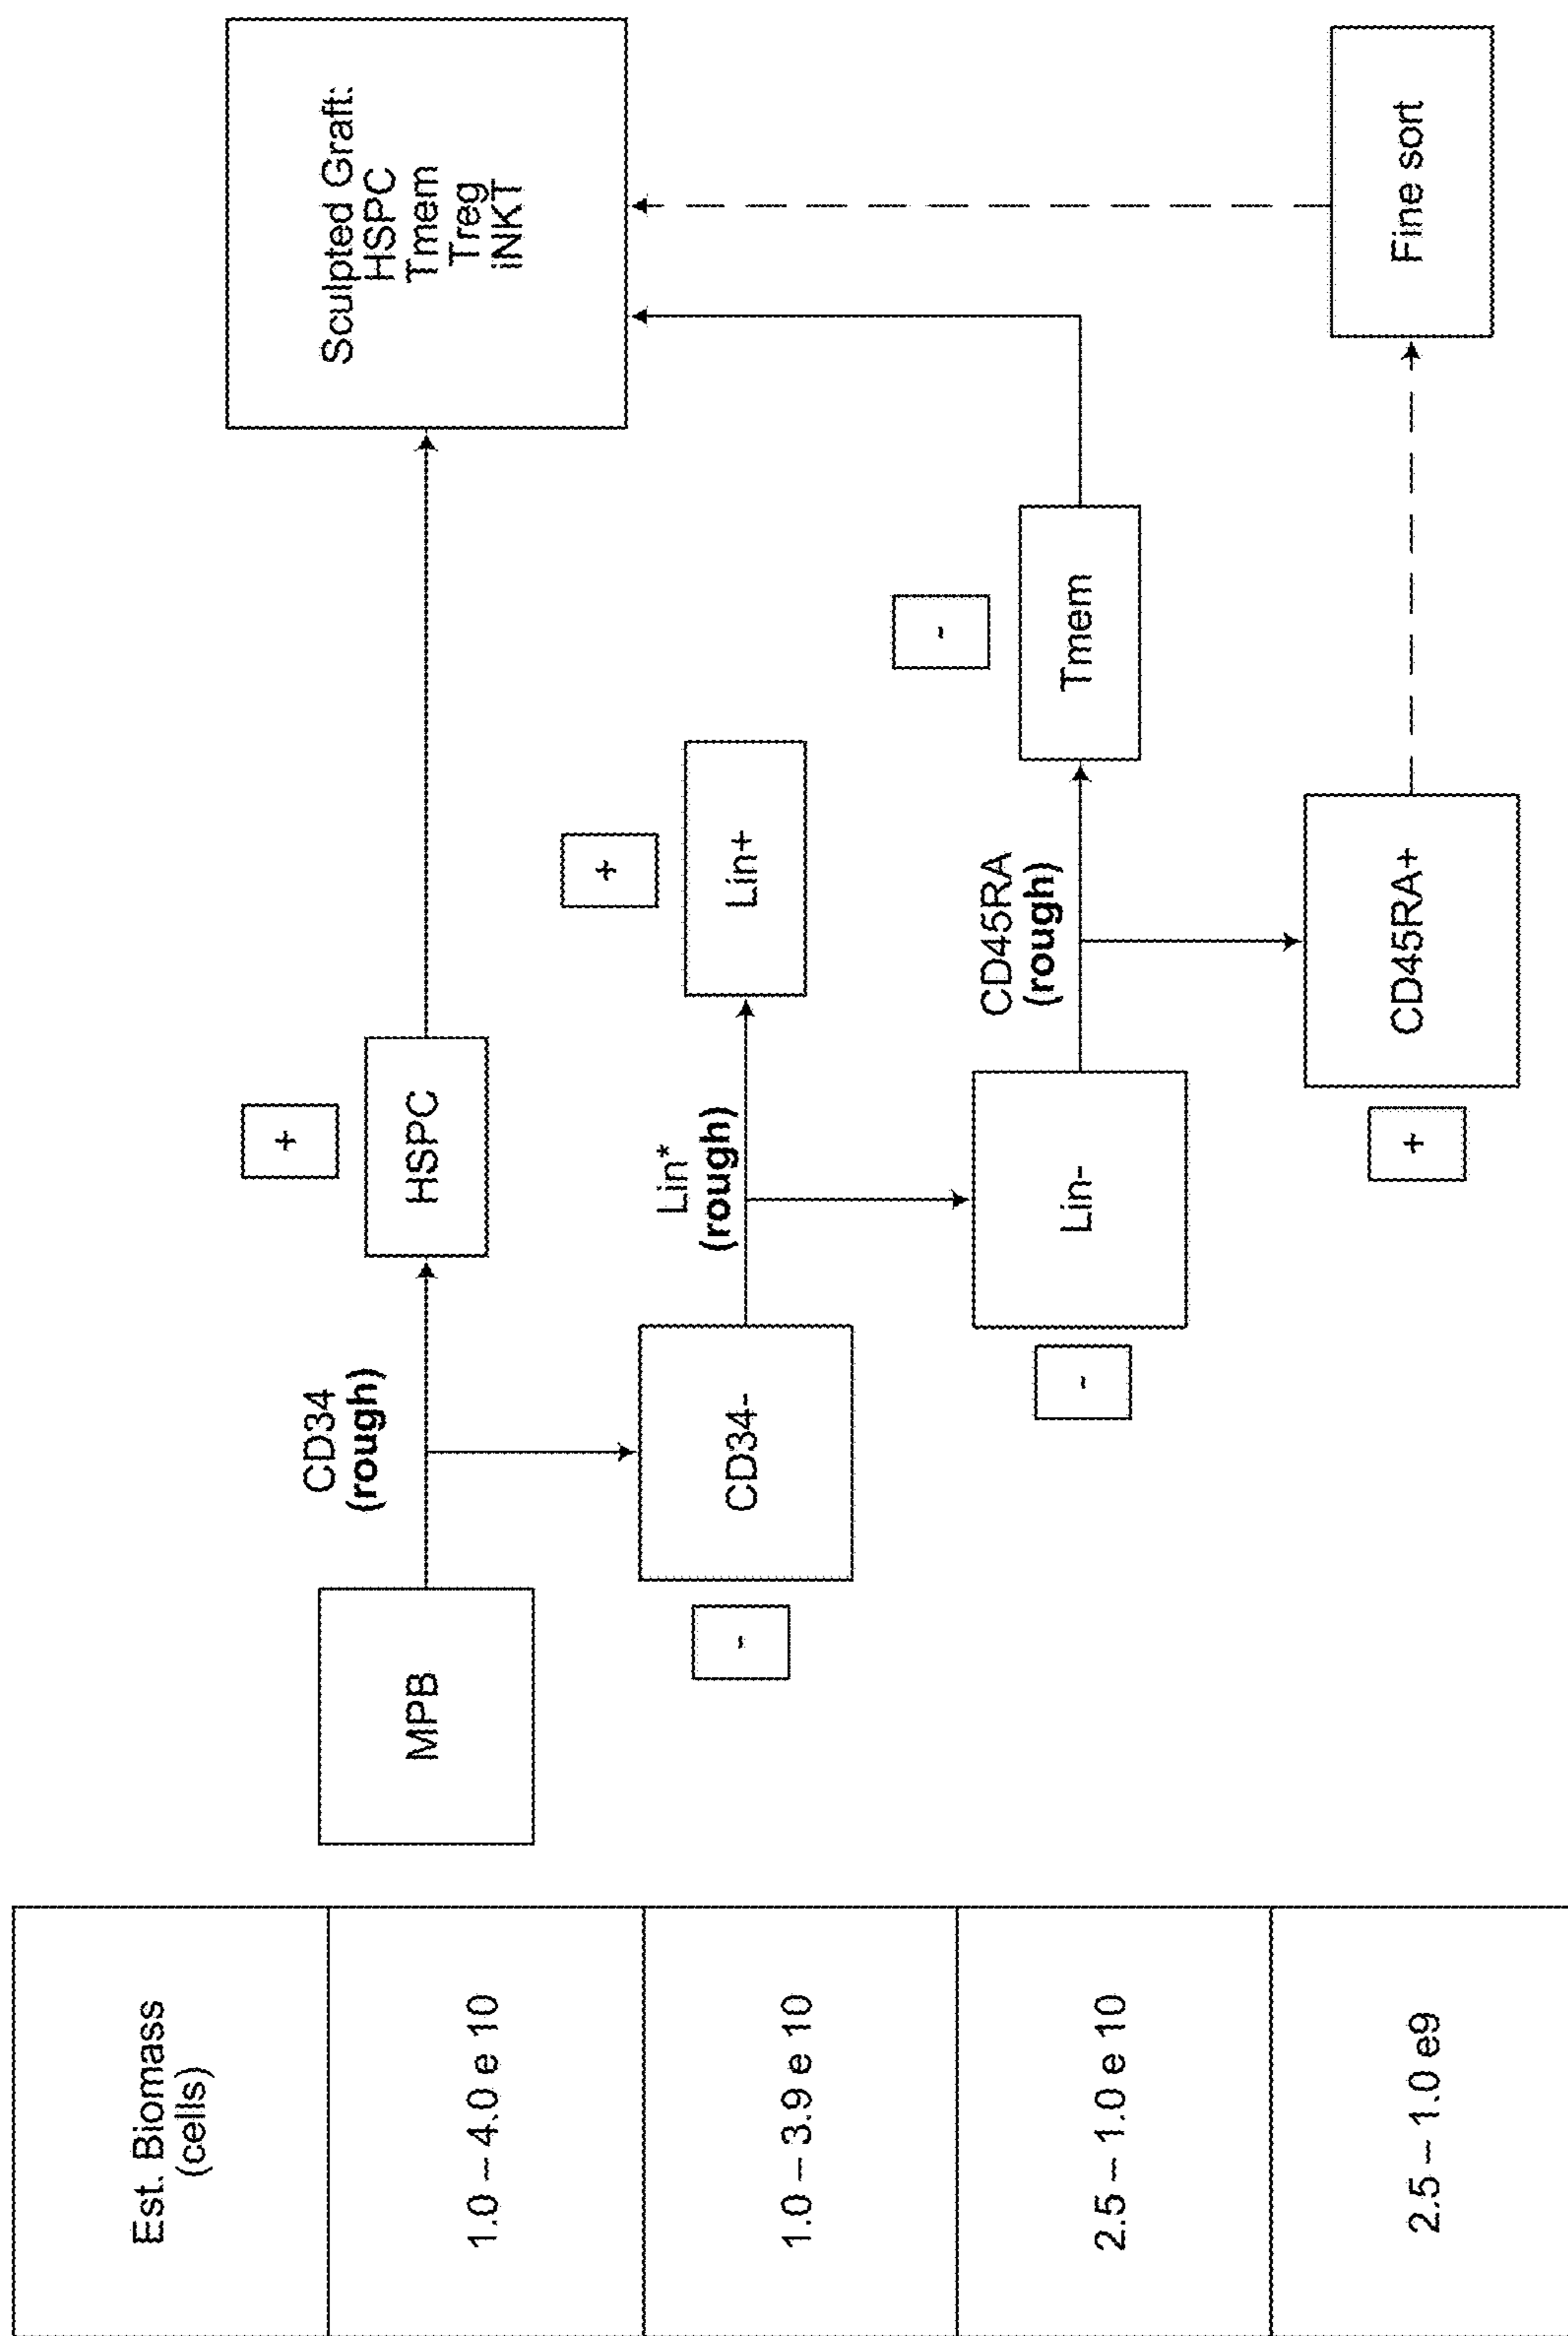 Est. Biomass
(cells)
1.0 – 4.0 e 10
1.0 – 3.9 e 10
2.5 – 1.0 e 10
2.5 – 1.0 e9
MPB
CD34
(rough)
+
HSPC
Sculpted Graft:
HSPC
Tmem
Treg
iNKT
-
CD34-
Lin*
(rough)
+
Lin+
-
Lin-
CD45RA
(rough)
-
Tmem
+
CD45RA+
Fine sort